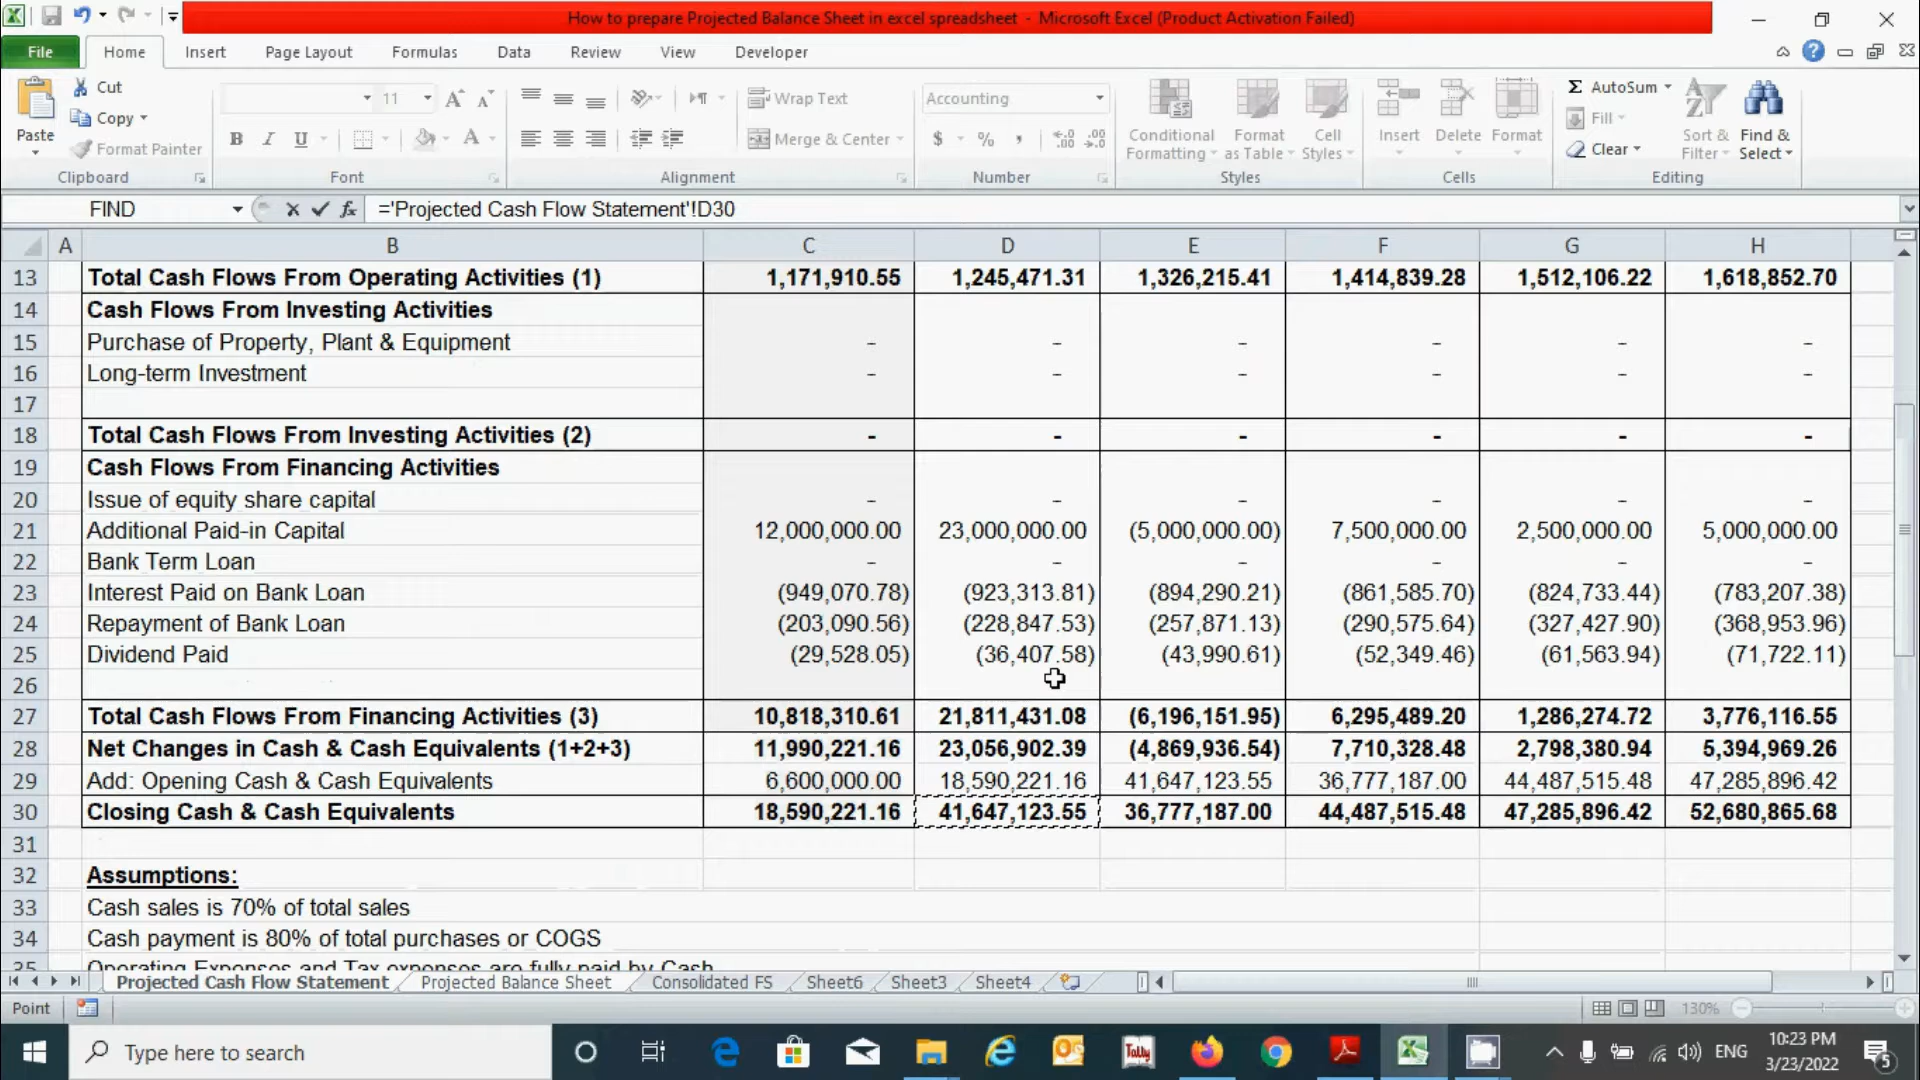 How to prepare Projected Balance Sheet in excel spreadsheet - Microsoft Excel (Product Activation Failed)
File Home Insert Page Layout Formulas Data Review View Developer
Paste Cut Copy Format Painter Clipboard
11 A A B I U A Font
Wrap Text Merge & Center Alignment
Accounting $ % , .0 .00 .00 .0 Number
Conditional Formatting Format as Table Cell Styles Styles
Insert Delete Format Cells
Σ AutoSum Fill Clear Sort & Filter Find & Select Editing
FIND fx ='Projected Cash Flow Statement'!D30
A B C D E F G H
13 Total Cash Flows From Operating Activities (1) 1,171,910.55 1,245,471.31 1,326,215.41 1,414,839.28 1,512,106.22 1,618,852.70
14 Cash Flows From Investing Activities
15 Purchase of Property, Plant & Equipment - - - - - -
16 Long-term Investment - - - - - -
17
18 Total Cash Flows From Investing Activities (2) - - - - - -
19 Cash Flows From Financing Activities
20 Issue of equity share capital - - - - - -
21 Additional Paid-in Capital 12,000,000.00 23,000,000.00 (5,000,000.00) 7,500,000.00 2,500,000.00 5,000,000.00
22 Bank Term Loan - - - - - -
23 Interest Paid on Bank Loan (949,070.78) (923,313.81) (894,290.21) (861,585.70) (824,733.44) (783,207.38)
24 Repayment of Bank Loan (203,090.56) (228,847.53) (257,871.13) (290,575.64) (327,427.90) (368,953.96)
25 Dividend Paid (29,528.05) (36,407.58) (43,990.61) (52,349.46) (61,563.94) (71,722.11)
26
27 Total Cash Flows From Financing Activities (3) 10,818,310.61 21,811,431.08 (6,196,151.95) 6,295,489.20 1,286,274.72 3,776,116.55
28 Net Changes in Cash & Cash Equivalents (1+2+3) 11,990,221.16 23,056,902.39 (4,869,936.54) 7,710,328.48 2,798,380.94 5,394,969.26
29 Add: Opening Cash & Cash Equivalents 6,600,000.00 18,590,221.16 41,647,123.55 36,777,187.00 44,487,515.48 47,285,896.42
30 Closing Cash & Cash Equivalents 18,590,221.16 41,647,123.55 36,777,187.00 44,487,515.48 47,285,896.42 52,680,865.68
31
32 Assumptions:
33 Cash sales is 70% of total sales
34 Cash payment is 80% of total purchases or COGS
35 Operating Expenses and Tax expenses are fully paid by Cash
Projected Cash Flow Statement Projected Balance Sheet Consolidated FS Sheet6 Sheet3 Sheet4
Point 130%
Type here to search Tally ENG 10:23 PM
3/23/2022 5